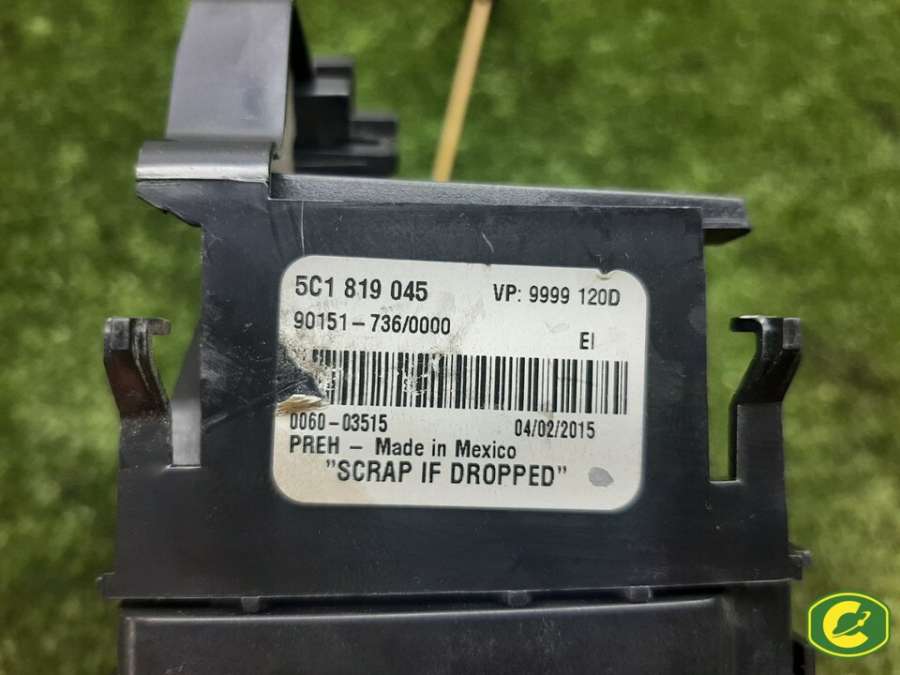 5C1 819 045 VP: 9999 120D
90151-736/0000
EI
0060-03515 04/02/2015
PREH - Made in Mexico
"SCRAP IF DROPPED"
C